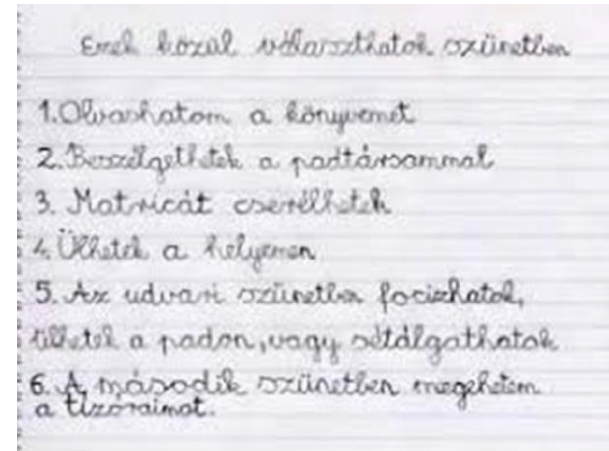 Ezek közül választhatok szünetben
1. Olvashatom a könyvemet
2. Beszélgethetek a padtársammal
3. Matricát cserélhetek
4. Ülhetek a helyemen
5. Az udvari szünetben focizhatok,
ülhetek a padon, vagy sétálgathatok
6. A második szünetben megehetem
a tízóraimat.